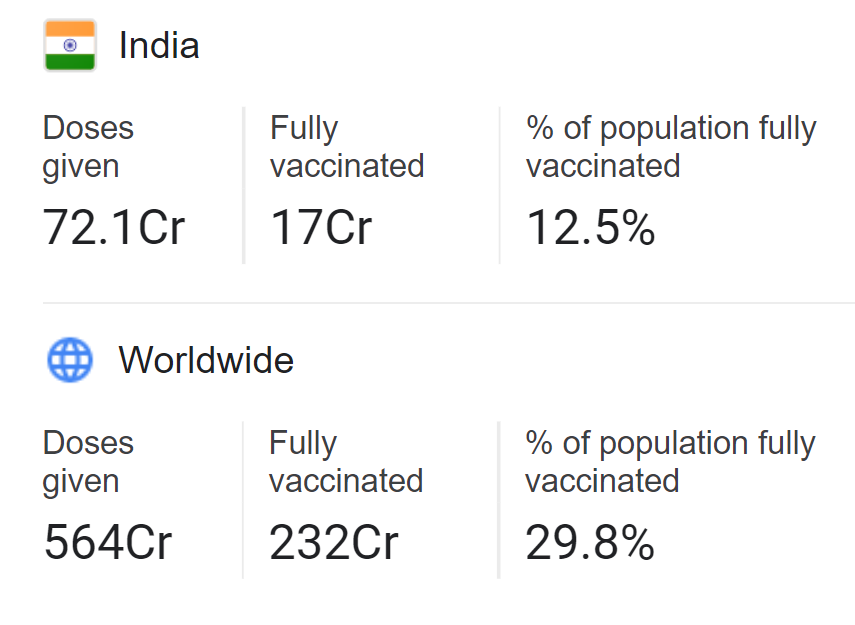 India
Doses given
Fully vaccinated
% of population fully vaccinated
72.1Cr
17Cr
12.5%
Worldwide
Doses given
Fully vaccinated
% of population fully vaccinated
564Cr
232Cr
29.8%